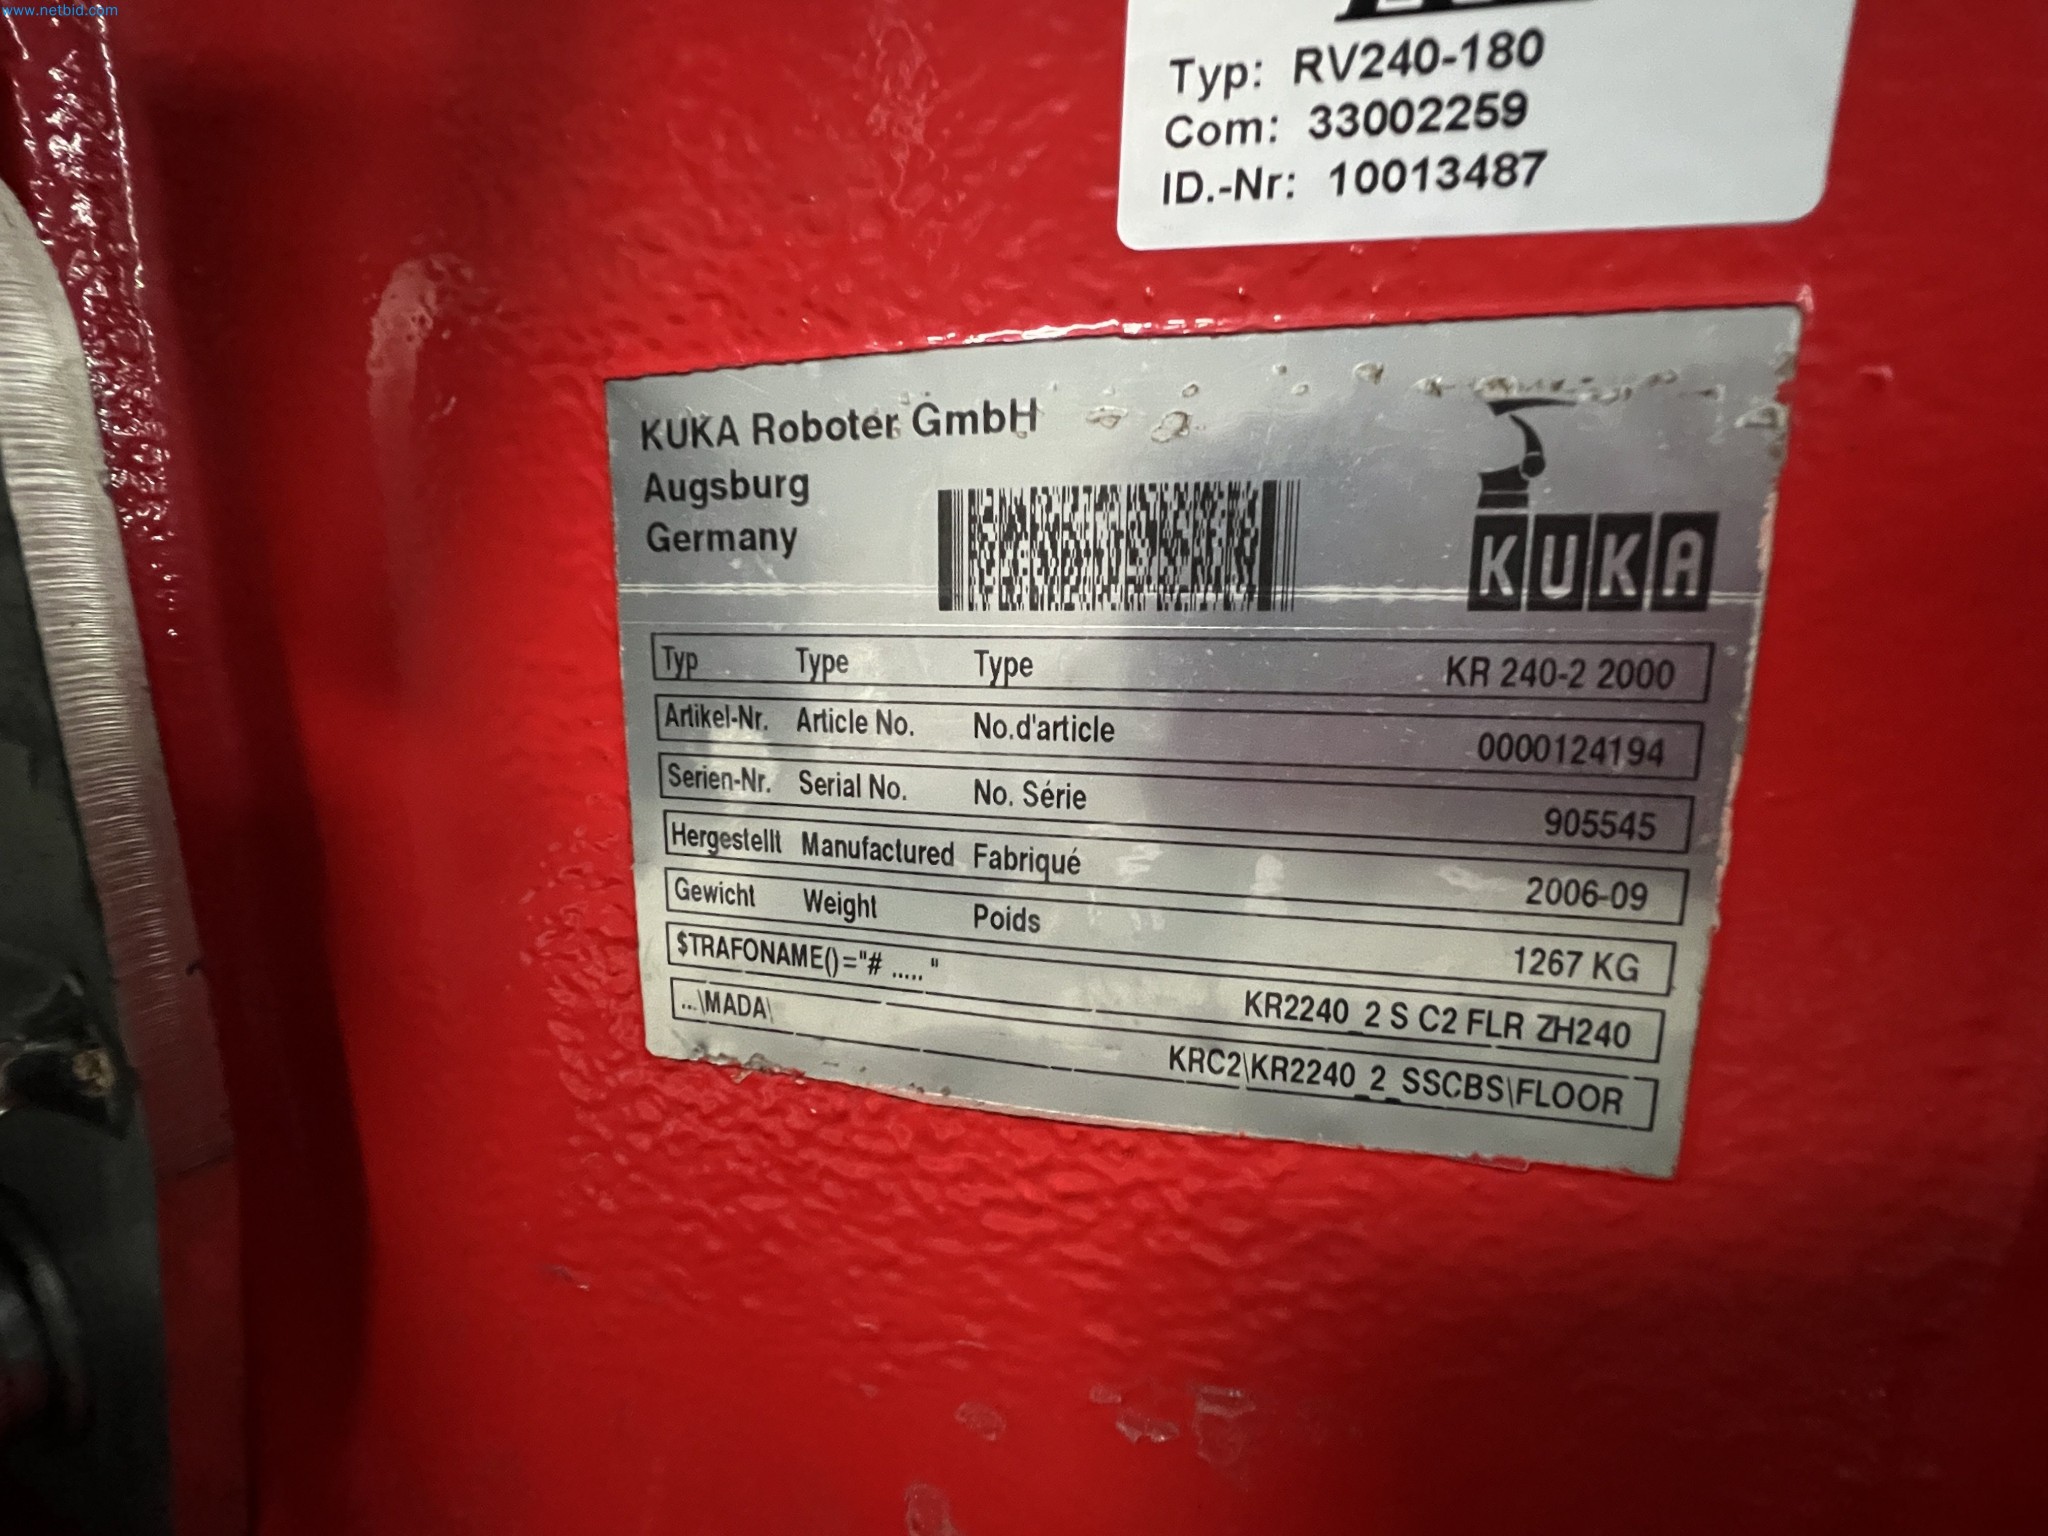 www.netbid.com
Typ: RV240-180
Com: 33002259
ID.-Nr: 10013487
KUKA Roboter GmbH
Augsburg
Germany
KUKA
Typ Type Type KR 240-2 2000
Artikel-Nr. Article No. No.d'article 0000124194
Serien-Nr. Serial No. No. Série 905545
Hergestellt Manufactured Fabriqué 2006-09
Gewicht Weight Poids 1267 KG
$TRAFONAME()="# ..... " KR2240_2 S C2 FLR ZH240
...\MADA\ KRC2\KR2240_2_SSCBS\FLOOR